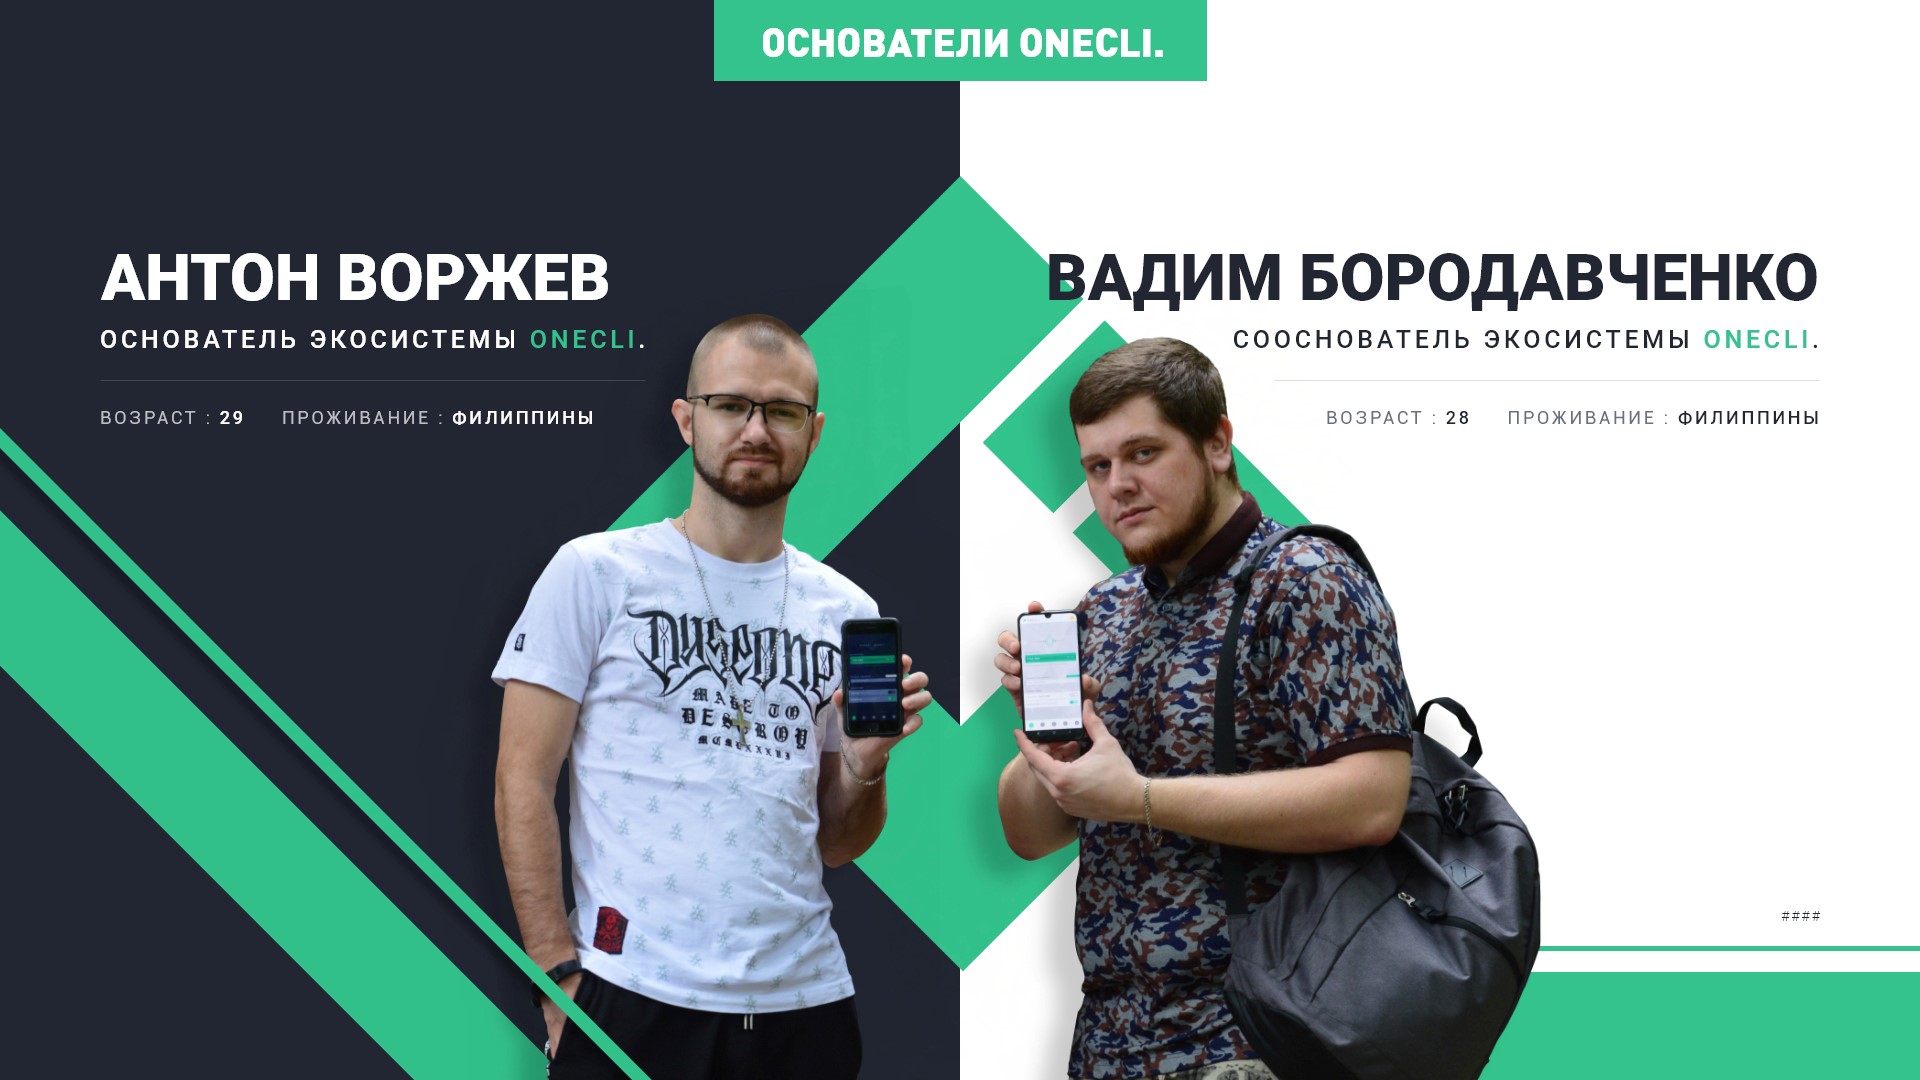 ОСНОВАТЕЛИ ONECLI.
АНТОН ВОРЖЕВ
ОСНОВАТЕЛЬ ЭКОСИСТЕМЫ ONECLI.
ВОЗРАСТ : 29 ПРОЖИВАНИЕ : ФИЛИППИНЫ
ВАДИМ БОРОДАВЧЕНКО
СООСНОВАТЕЛЬ ЭКОСИСТЕМЫ ONECLI.
ВОЗРАСТ : 28 ПРОЖИВАНИЕ : ФИЛИППИНЫ
MADE TO
####